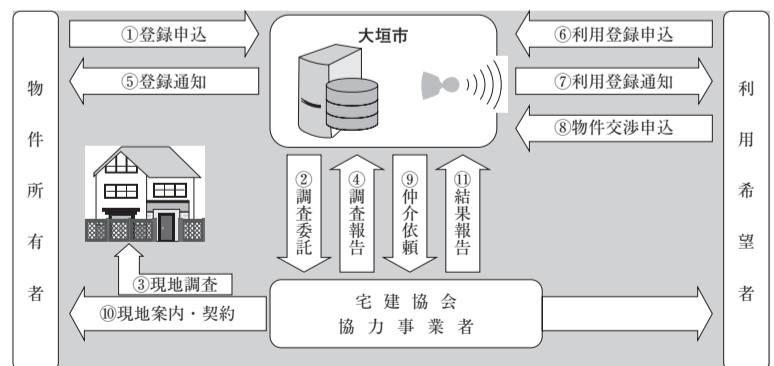 物件所有者
①登録申込
⑤登録通知
大垣市
⑥利用登録申込
⑦利用登録通知
⑧物件交渉申込
利用希望者
②調査委託
④調査報告
⑨仲介依頼
⑪結果報告
③現地調査
⑩現地案内・契約
宅建協会
協力事業者